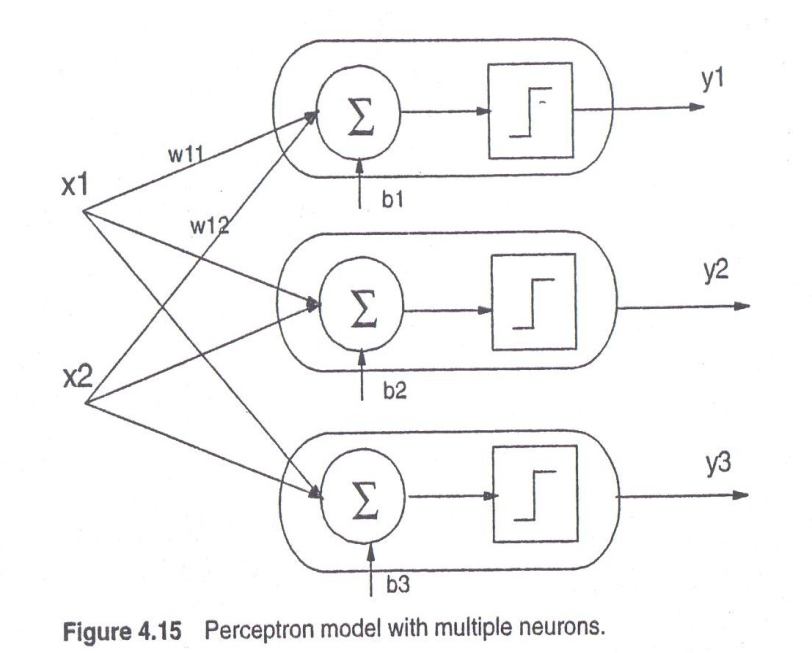 y1
Σ
w11
x1
b1
w12
y2
Σ
x2
b2
y3
Σ
b3
Figure 4.15 Perceptron model with multiple neurons.